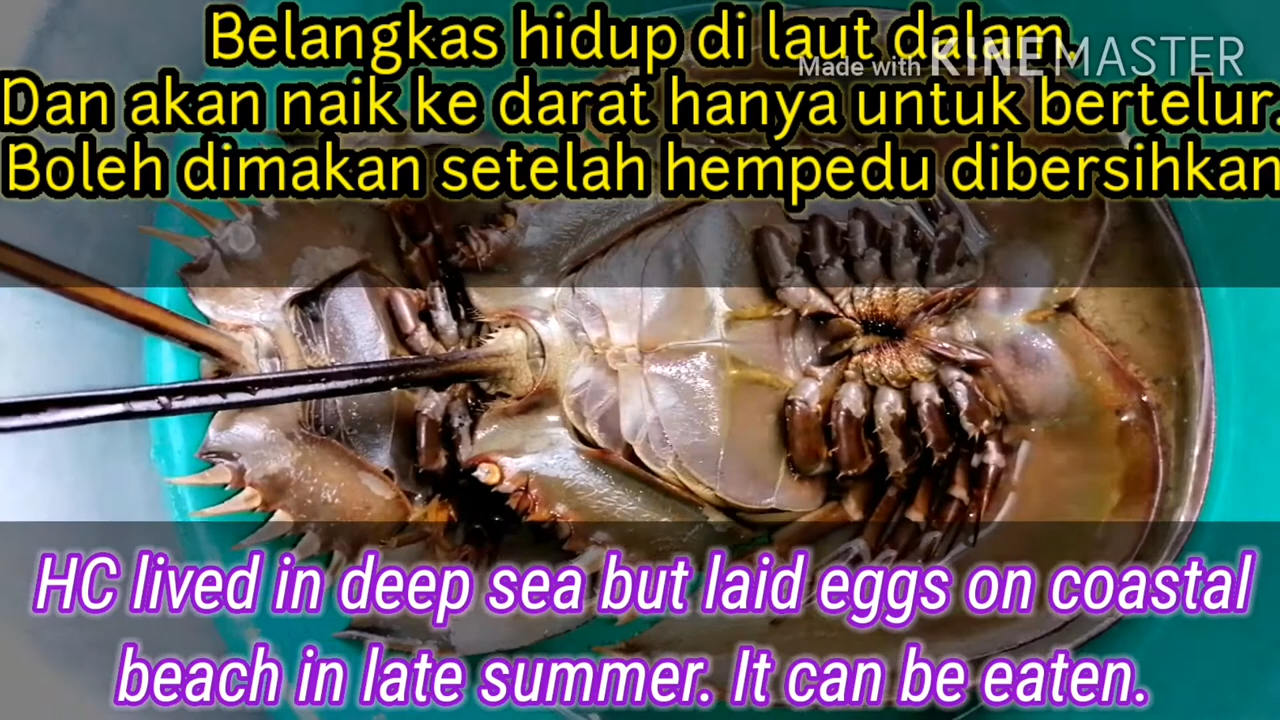 Belangkas hidup di laut dalam.
Made with KINEMASTER
Dan akan naik ke darat hanya untuk bertelur.
Boleh dimakan setelah hempedu dibersihkan
HC lived in deep sea but laid eggs on coastal
beach in late summer. It can be eaten.